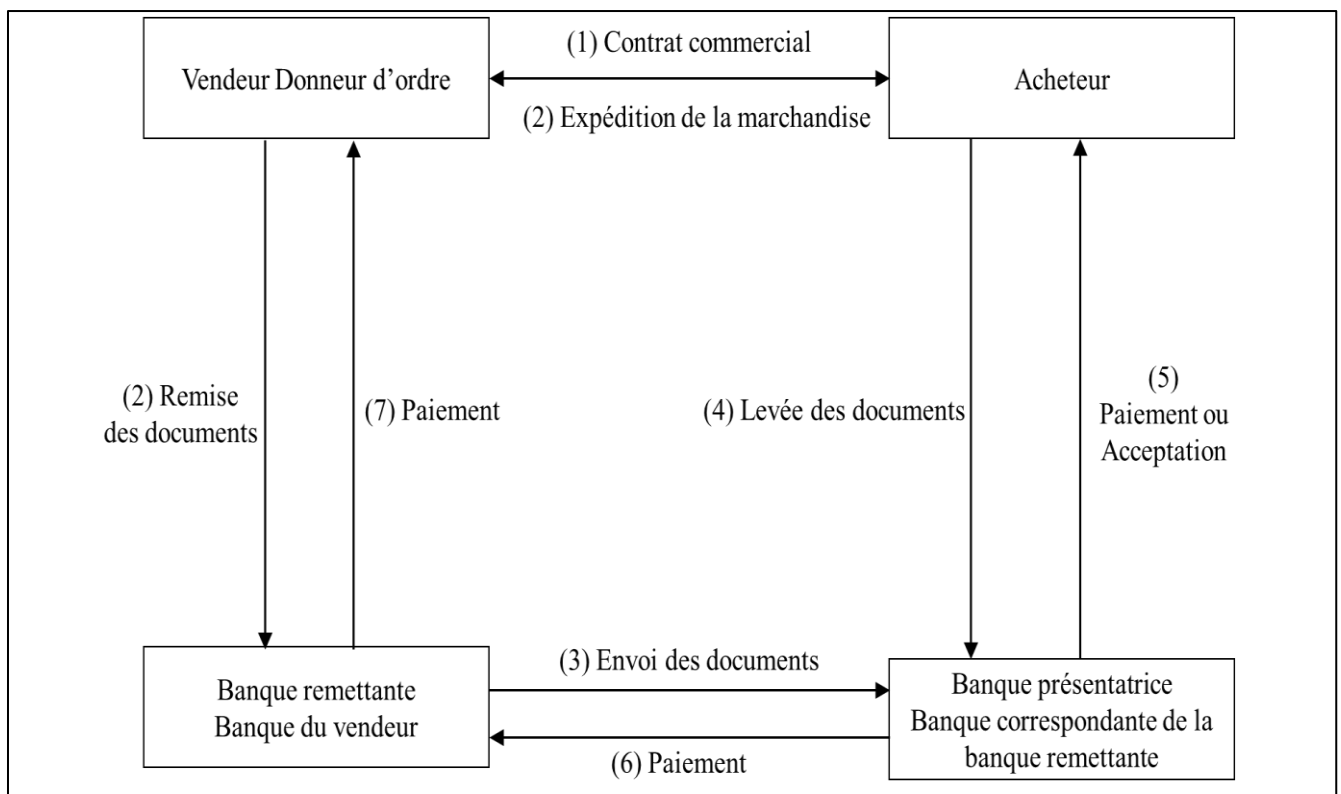 (1) Contrat commercial
Vendeur Donneur d’ordre
Acheteur
(2) Expédition de la marchandise
(2) Remise
des documents
(7) Paiement
(4) Levée des documents
(5)
Paiement ou
Acceptation
(3) Envoi des documents
Banque remettante
Banque du vendeur
Banque présentatrice
Banque correspondante de la
banque remettante
(6) Paiement